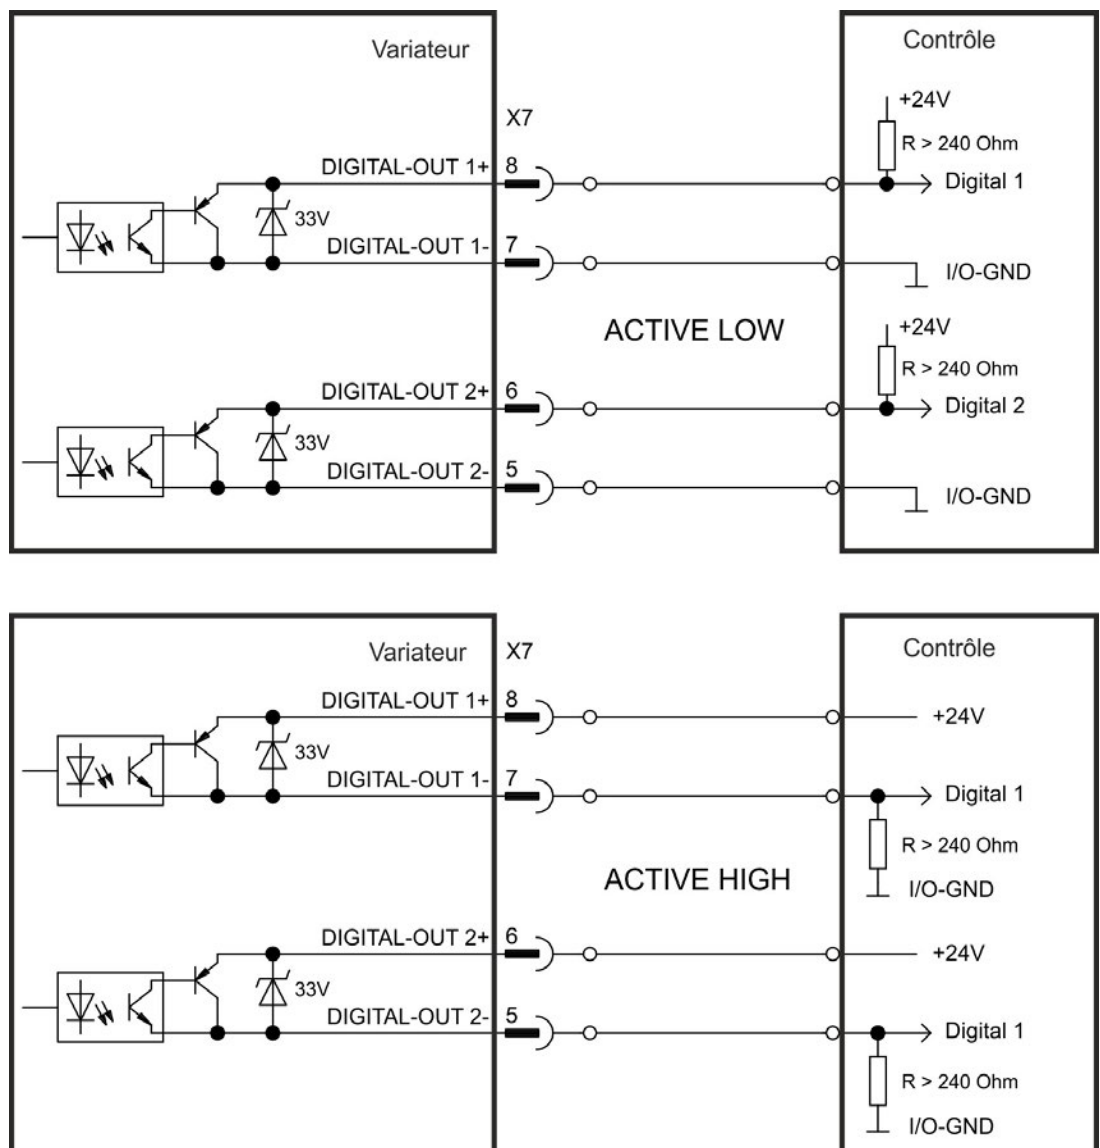 Variateur
Contrôle
X7
+24V
R > 240 Ohm
DIGITAL-OUT 1+
8
Digital 1
33V
DIGITAL-OUT 1-
7
I/O-GND
ACTIVE LOW
+24V
R > 240 Ohm
DIGITAL-OUT 2+
6
Digital 2
33V
DIGITAL-OUT 2-
5
I/O-GND
Variateur
X7
Contrôle
DIGITAL-OUT 1+
8
+24V
33V
DIGITAL-OUT 1-
7
Digital 1
R > 240 Ohm
ACTIVE HIGH
I/O-GND
DIGITAL-OUT 2+
6
+24V
33V
DIGITAL-OUT 2-
5
Digital 1
R > 240 Ohm
I/O-GND